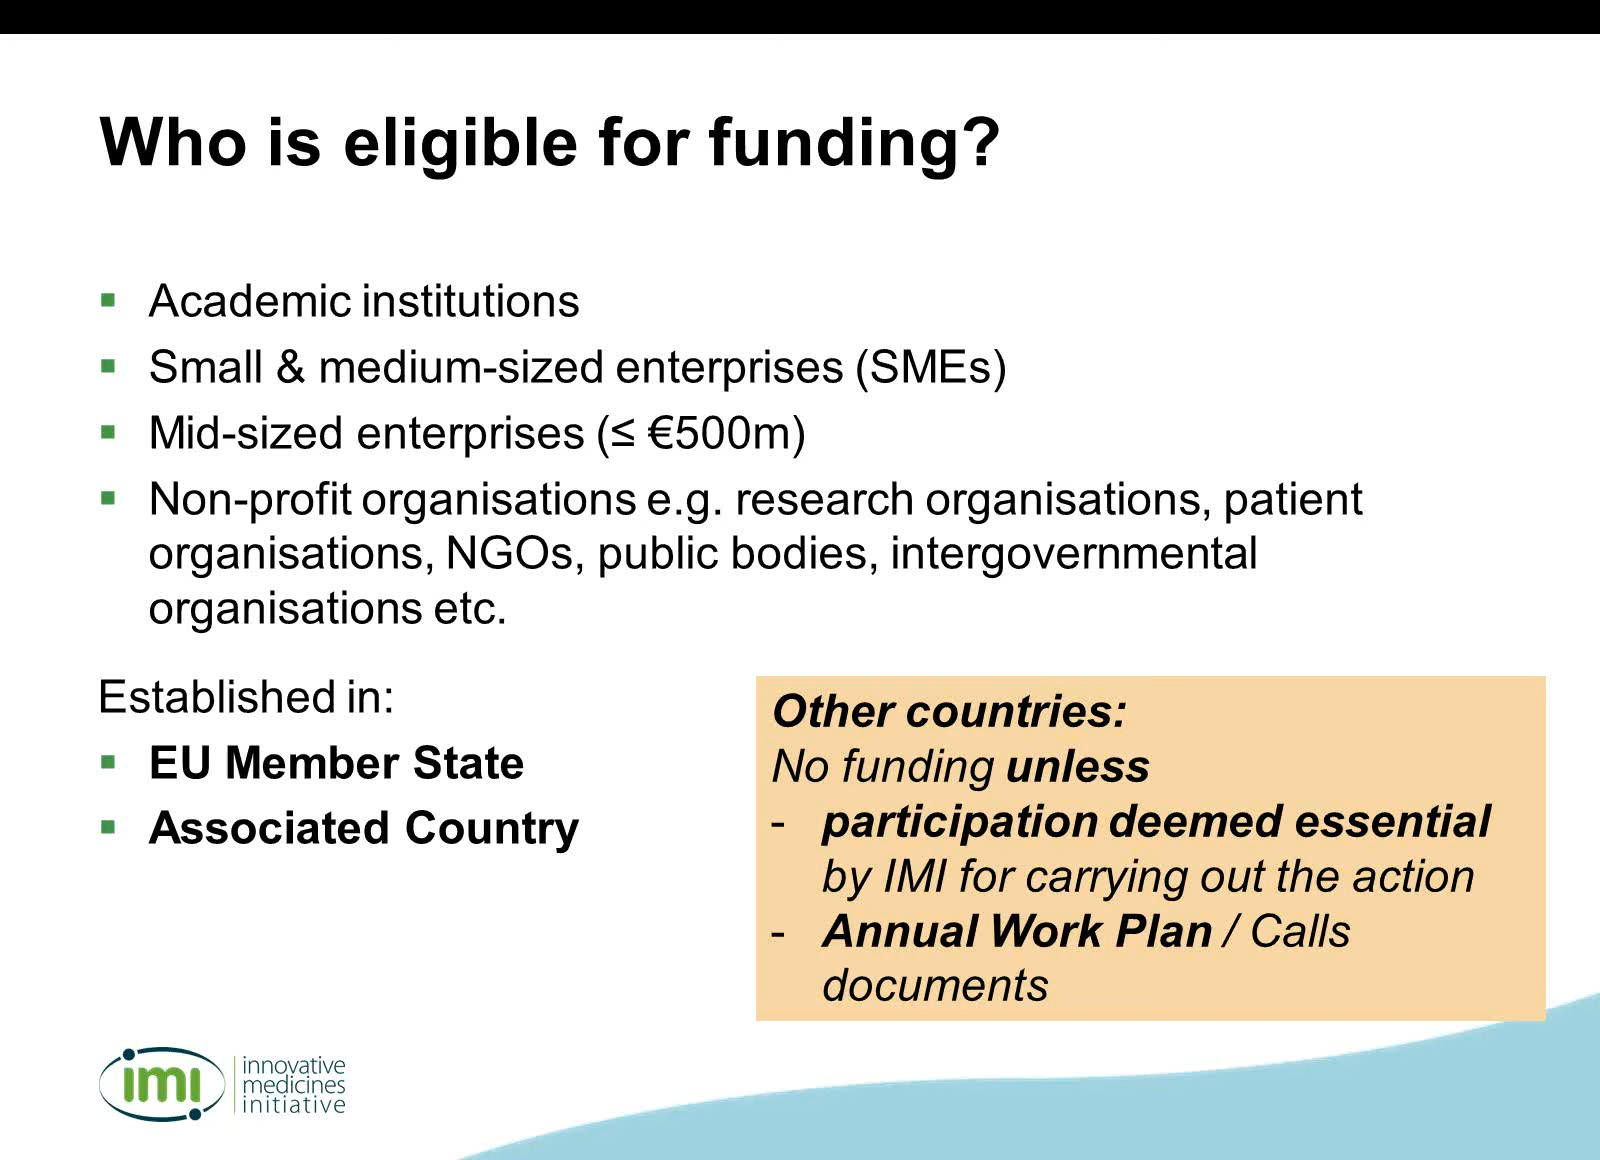 Who is eligible for funding?
Academic institutions
Small & medium-sized enterprises (SMEs)
Mid-sized enterprises (≤ €500m)
Non-profit organisations e.g. research organisations, patient
organisations, NGOs, public bodies, intergovernmental
organisations etc.
Established in:
EU Member State
Associated Country
Other countries:
No funding unless
- participation deemed essential
by IMI for carrying out the action
- Annual Work Plan / Calls
documents
imi
innovative
medicines
initiative